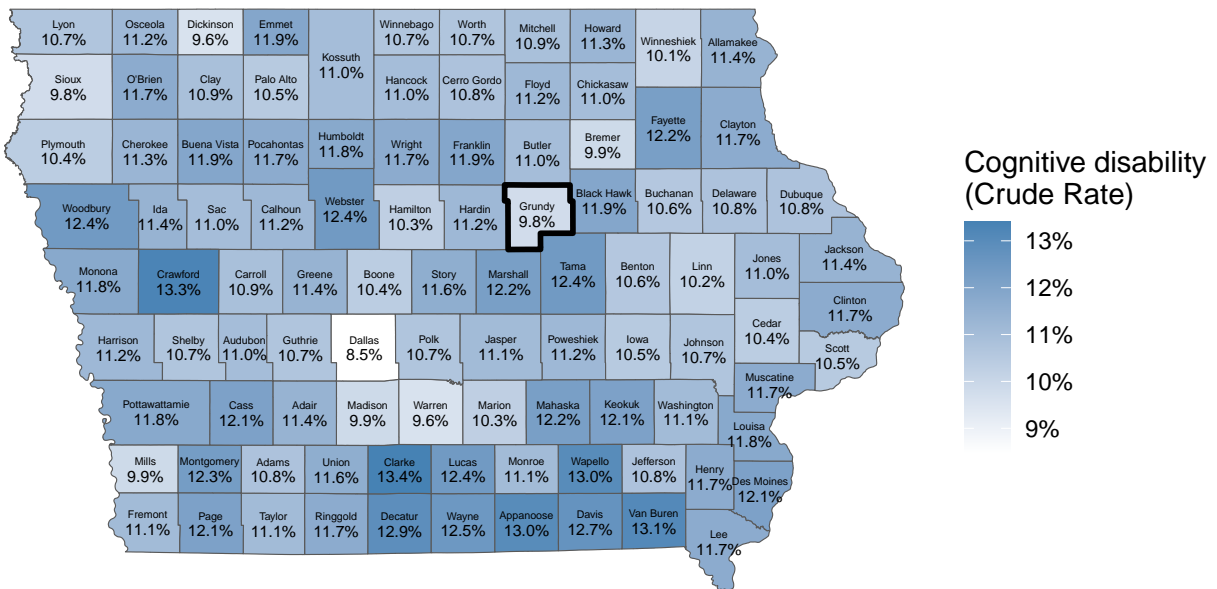 Lyon
10.7%
Osceola
11.2%
Dickinson
9.6%
Emmet
11.9%
Kossuth
11.0%
Winnebago
10.7%
Worth
10.7%
Mitchell
10.9%
Howard
11.3%
Winneshiek
10.1%
Allamakee
11.4%
Sioux
9.8%
O'Brien
11.7%
Clay
10.9%
Palo Alto
10.5%
Hancock
11.0%
Cerro Gordo
10.8%
Floyd
11.2%
Chickasaw
11.0%
Fayette
12.2%
Clayton
11.7%
Plymouth
10.4%
Cherokee
11.3%
Buena Vista
11.9%
Pocahontas
11.7%
Humboldt
11.8%
Wright
11.7%
Franklin
11.9%
Butler
11.0%
Bremer
9.9%
Woodbury
12.4%
Ida
11.4%
Sac
11.0%
Calhoun
11.2%
Webster
12.4%
Hamilton
10.3%
Hardin
11.2%
Grundy
9.8%
Black Hawk
11.9%
Buchanan
10.6%
Delaware
10.8%
Dubuque
10.8%
Monona
11.8%
Crawford
13.3%
Carroll
10.9%
Greene
11.4%
Boone
10.4%
Story
11.6%
Marshall
12.2%
Tama
12.4%
Benton
10.6%
Linn
10.2%
Jones
11.0%
Jackson
11.4%
Clinton
11.7%
Harrison
11.2%
Shelby
10.7%
Audubon
11.0%
Guthrie
10.7%
Dallas
8.5%
Polk
10.7%
Jasper
11.1%
Poweshiek
11.2%
Iowa
10.5%
Johnson
10.7%
Cedar
10.4%
Scott
10.5%
Muscatine
11.7%
Pottawattamie
11.8%
Cass
12.1%
Adair
11.4%
Madison
9.9%
Warren
9.6%
Marion
10.3%
Mahaska
12.2%
Keokuk
12.1%
Washington
11.1%
Louisa
11.8%
Mills
9.9%
Montgomery
12.3%
Adams
10.8%
Union
11.6%
Clarke
13.4%
Lucas
12.4%
Monroe
11.1%
Wapello
13.0%
Jefferson
10.8%
Henry
11.7%
Des Moines
12.1%
Fremont
11.1%
Page
12.1%
Taylor
11.1%
Ringgold
11.7%
Decatur
12.9%
Wayne
12.5%
Appanoose
13.0%
Davis
12.7%
Van Buren
13.1%
Lee
11.7%
Cognitive disability
(Crude Rate)
13%
12%
11%
10%
9%